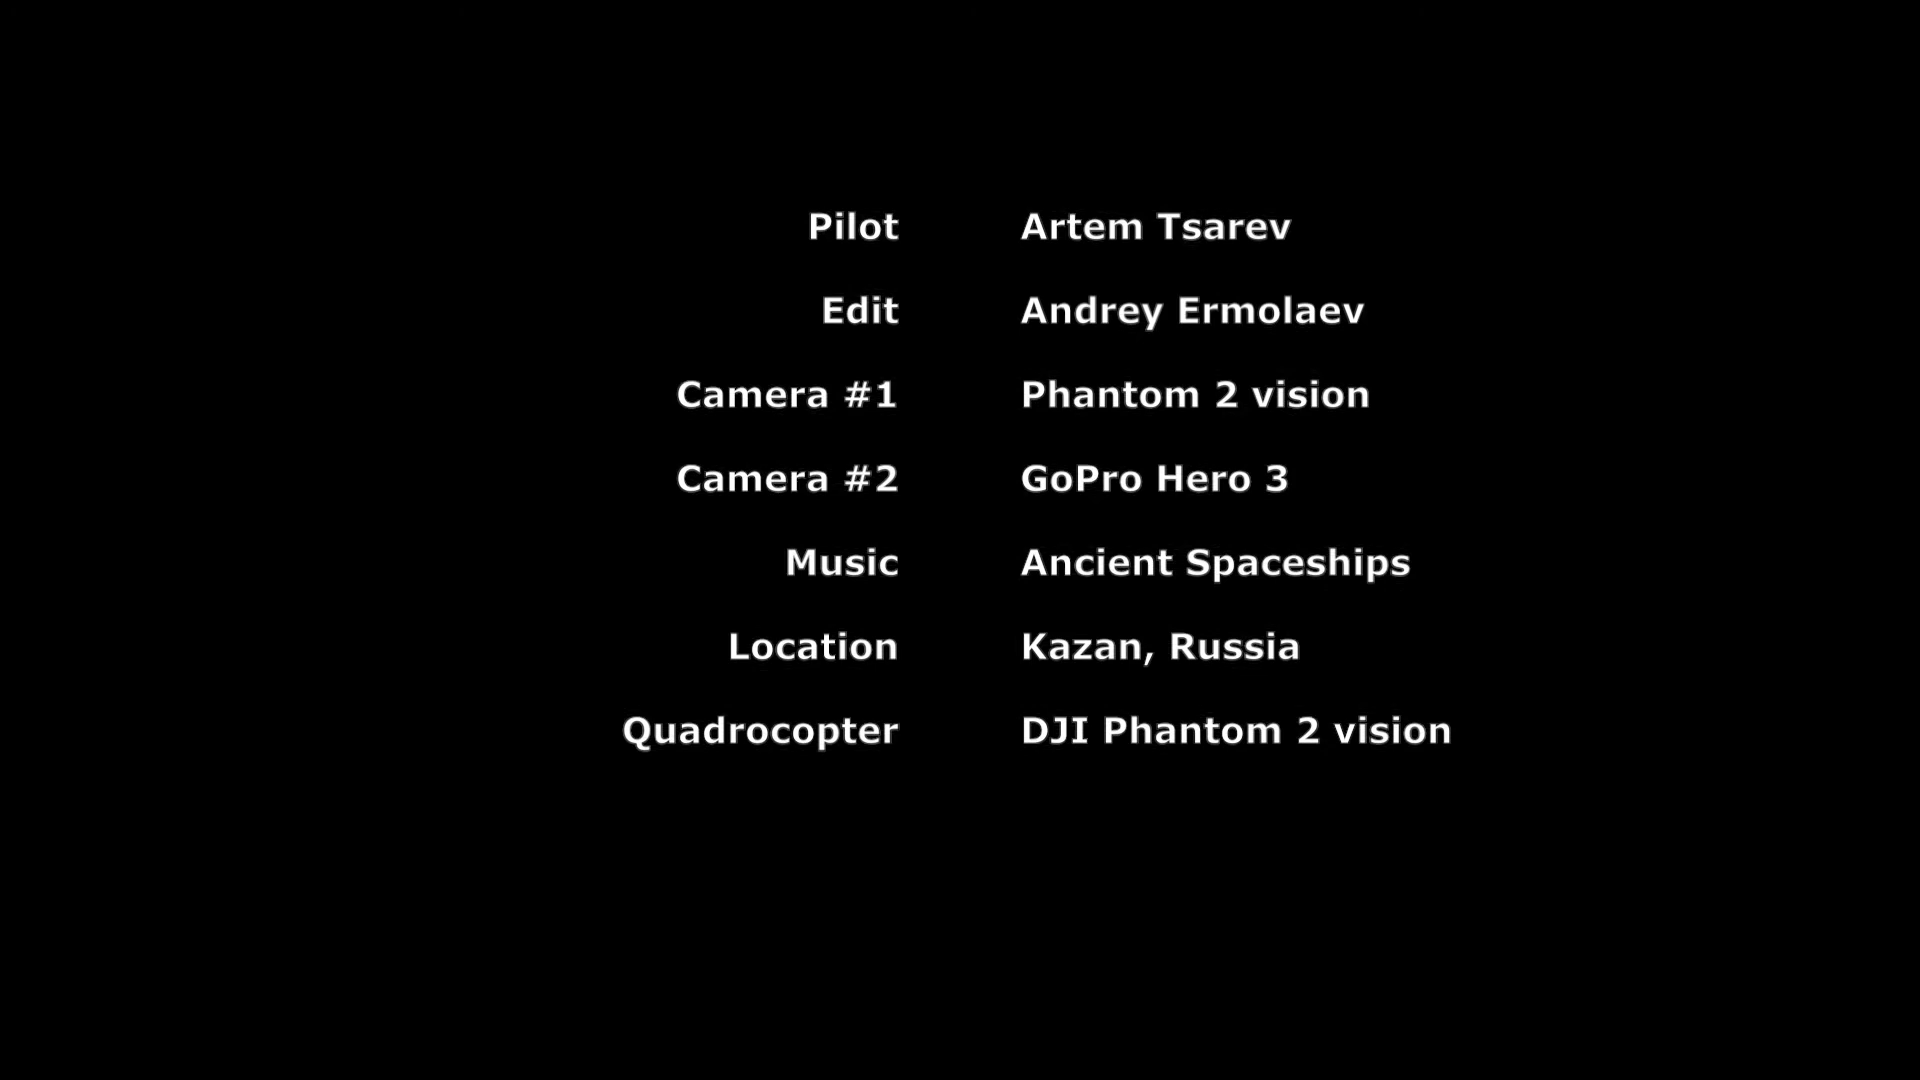 Pilot Artem Tsarev
Edit Andrey Ermolaev
Camera #1 Phantom 2 vision
Camera #2 GoPro Hero 3
Music Ancient Spaceships
Location Kazan, Russia
Quadrocopter DJI Phantom 2 vision